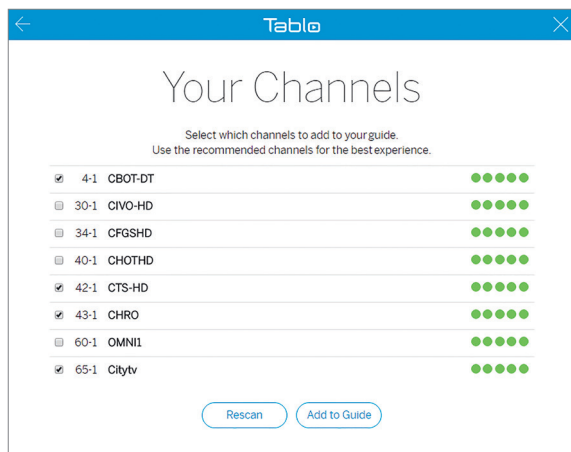 Tablo
Your Channels
Select which channels to add to your guide.
Use the recommended channels for the best experience.
4-1 CBOT-DT
30-1 CIVO-HD
34-1 CFGSHD
40-1 CHOTHD
42-1 CTS-HD
43-1 CHRO
60-1 OMNI1
65-1 Citytv
Rescan Add to Guide